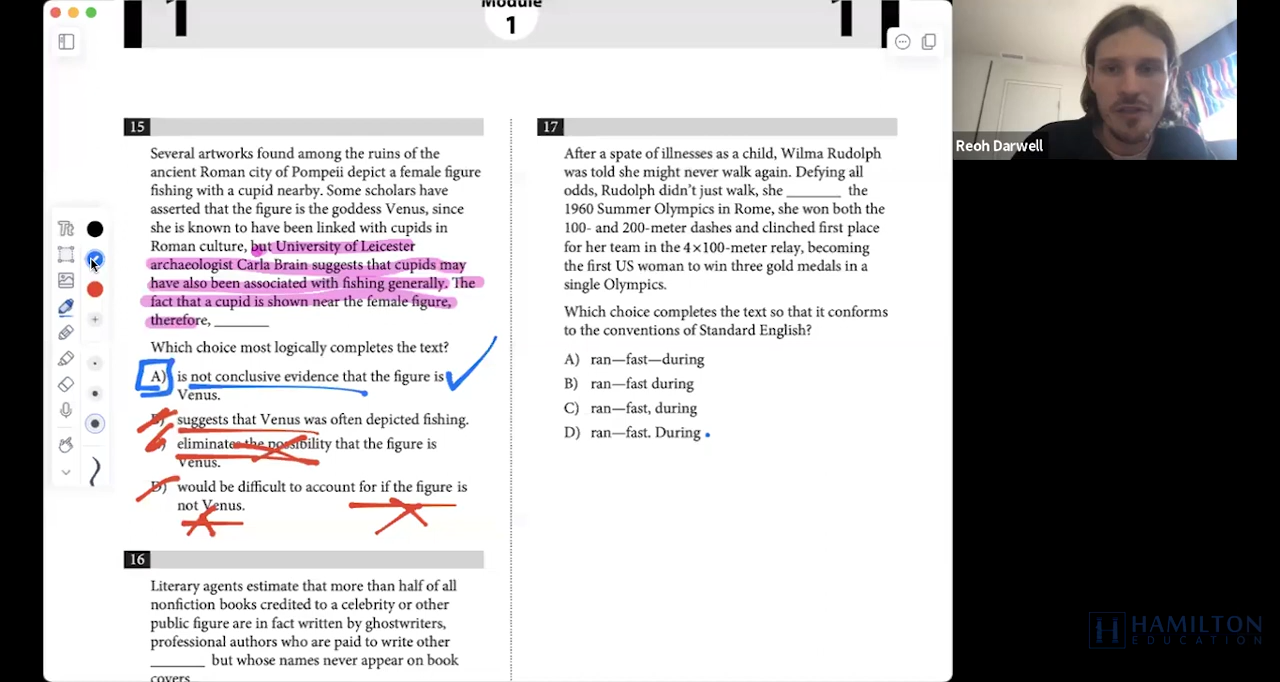 Module
1
1
1
15
Several artworks found among the ruins of the
ancient Roman city of Pompeii depict a female figure
fishing with a cupid nearby. Some scholars have
asserted that the figure is the goddess Venus, since
she is known to have been linked with cupids in
Roman culture, but University of Leicester
archaeologist Carla Brain suggests that cupids may
have also been associated with fishing generally. The
fact that a cupid is shown near the female figure,
therefore, ______
Which choice most logically completes the text?
A) is not conclusive evidence that the figure is
Venus.
B) suggests that Venus was often depicted fishing.
C) eliminates the possibility that the figure is
Venus.
D) would be difficult to account for if the figure is
not Venus.
16
Literary agents estimate that more than half of all
nonfiction books credited to a celebrity or other
public figure are in fact written by ghostwriters,
professional authors who are paid to write other
______ but whose names never appear on book
covers.
17
After a spate of illnesses as a child, Wilma Rudolph
was told she might never walk again. Defying all
odds, Rudolph didn’t just walk, she ______ the
1960 Summer Olympics in Rome, she won both the
100- and 200-meter dashes and clinched first place
for her team in the 4×100-meter relay, becoming
the first US woman to win three gold medals in a
single Olympics.
Which choice completes the text so that it conforms
to the conventions of Standard English?
A) ran—fast—during
B) ran—fast during
C) ran—fast, during
D) ran—fast. During
Tt
Reoh Darwell
HAMILTON
EDUCATION